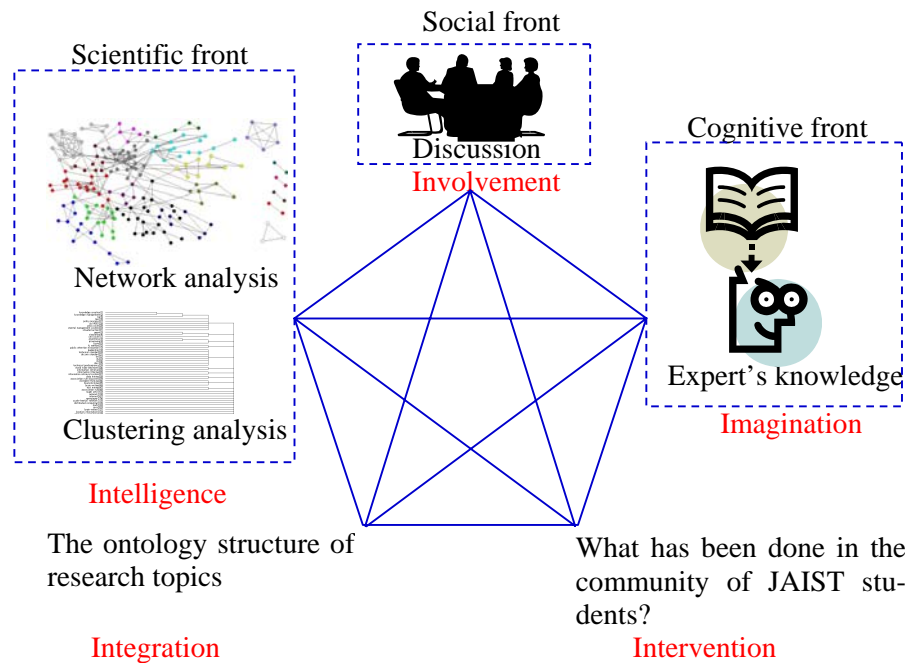 Social front
Scientific front
Discussion
Involvement
Cognitive front
Network analysis
Clustering analysis
Expert's knowledge
Imagination
Intelligence
The ontology structure of
research topics
What has been done in the
community of JAIST stu-
dents?
Integration
Intervention